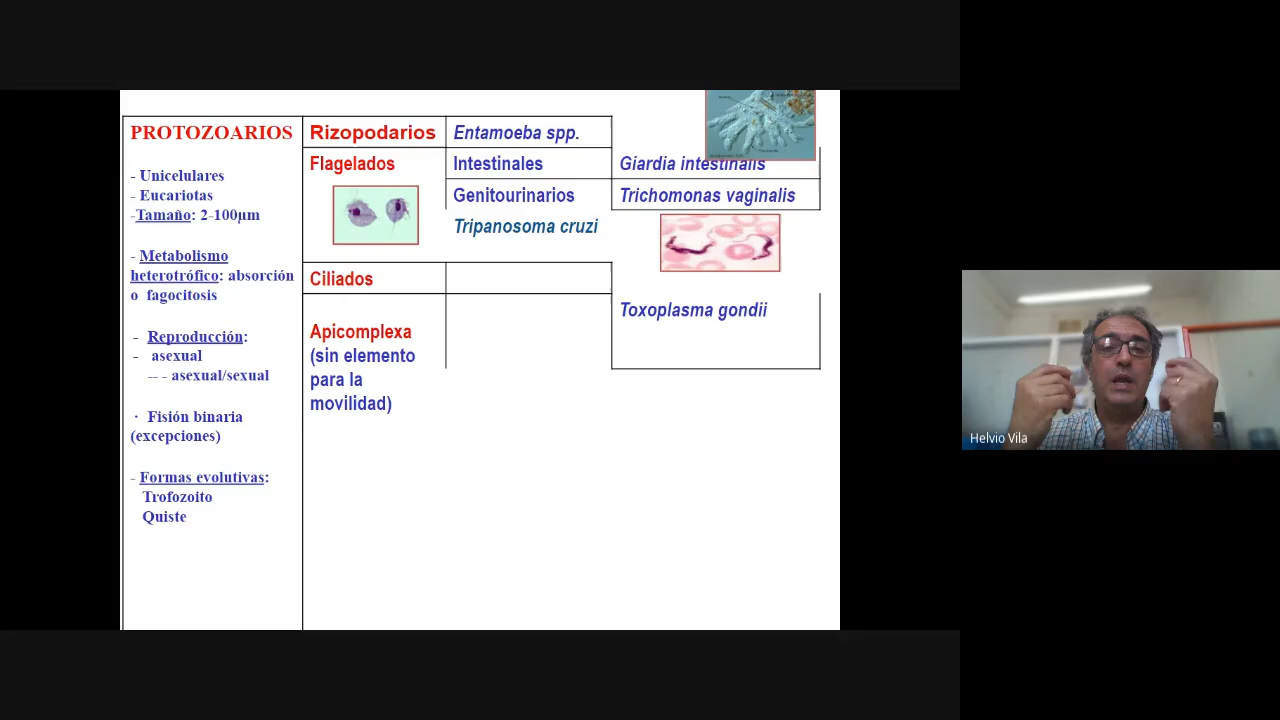 PROTOZOARIOS
- Unicelulares
- Eucariotas
-Tamaño: 2-100µm
- Metabolismo
heterotrófico: absorción
o fagocitosis
- Reproducción:
- asexual
-- - asexual/sexual
· Fisión binaria
(excepciones)
- Formas evolutivas:
Trofozoito
Quiste
Rizopodarios
Entamoeba spp.
Flagelados
Intestinales
Giardia intestinalis
Genitourinarios
Trichomonas vaginalis
Tripanosoma cruzi
Ciliados
Apicomplexa
(sin elemento
para la
movilidad)
Toxoplasma gondii
Helvio Vila